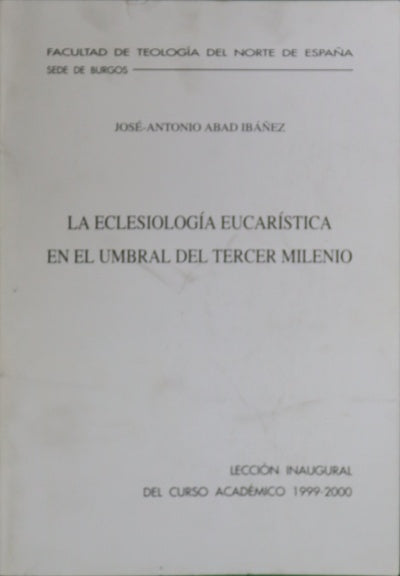 FACULTAD DE TEOLOGÍA DEL NORTE DE ESPAÑA
SEDE DE BURGOS
JOSÉ-ANTONIO ABAD IBÁÑEZ
LA ECLESIOLOGÍA EUCARÍSTICA
EN EL UMBRAL DEL TERCER MILENIO
LECCIÓN INAUGURAL
DEL CURSO ACADÉMICO 1999-2000